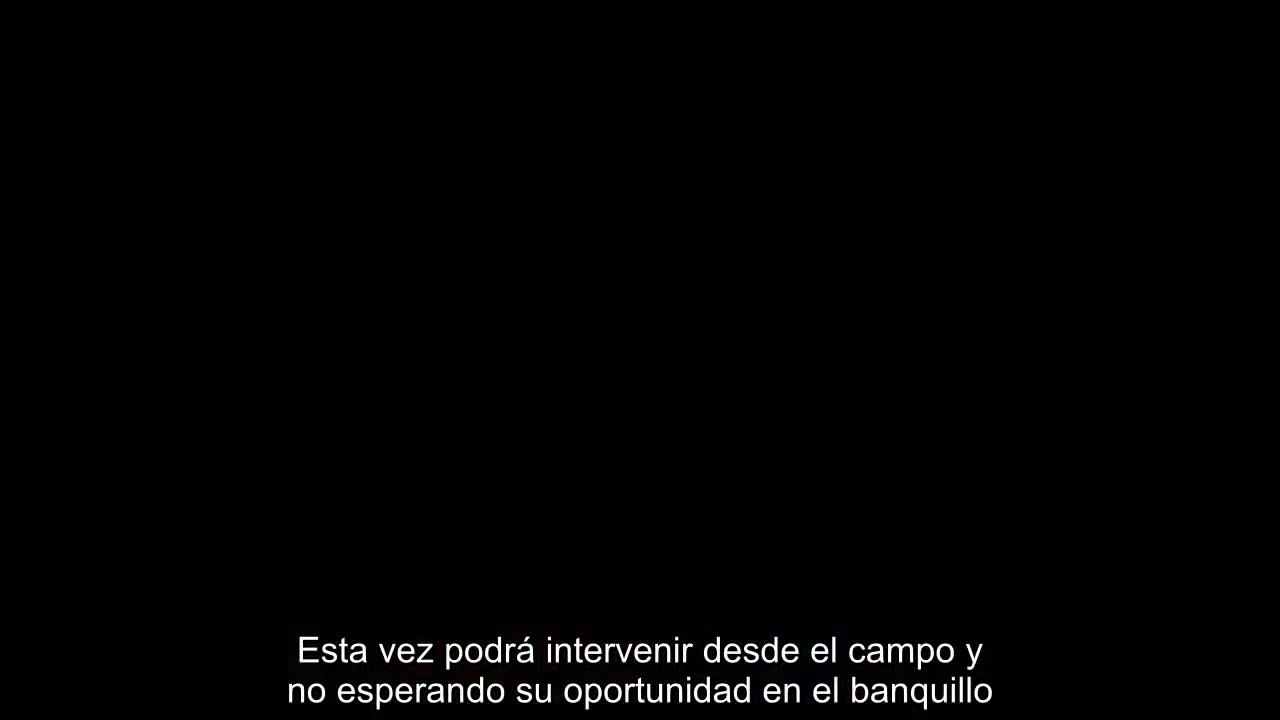 Esta vez podrá intervenir desde el campo y
no esperando su oportunidad en el banquillo